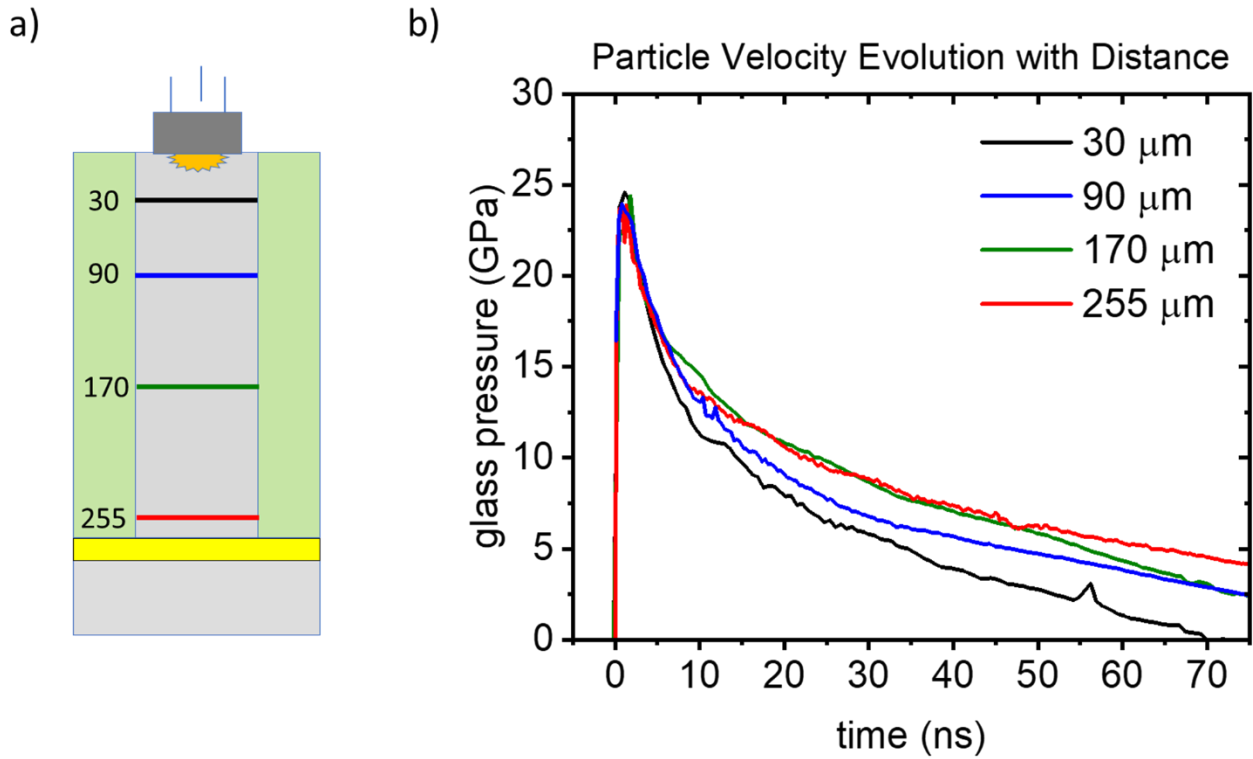 a)
30
90
170
255
b)
Particle Velocity Evolution with Distance
30 μm
90 μm
170 μm
255 μm
glass pressure (GPa)
30
25
20
15
10
5
0
0 10 20 30 40 50 60 70
time (ns)